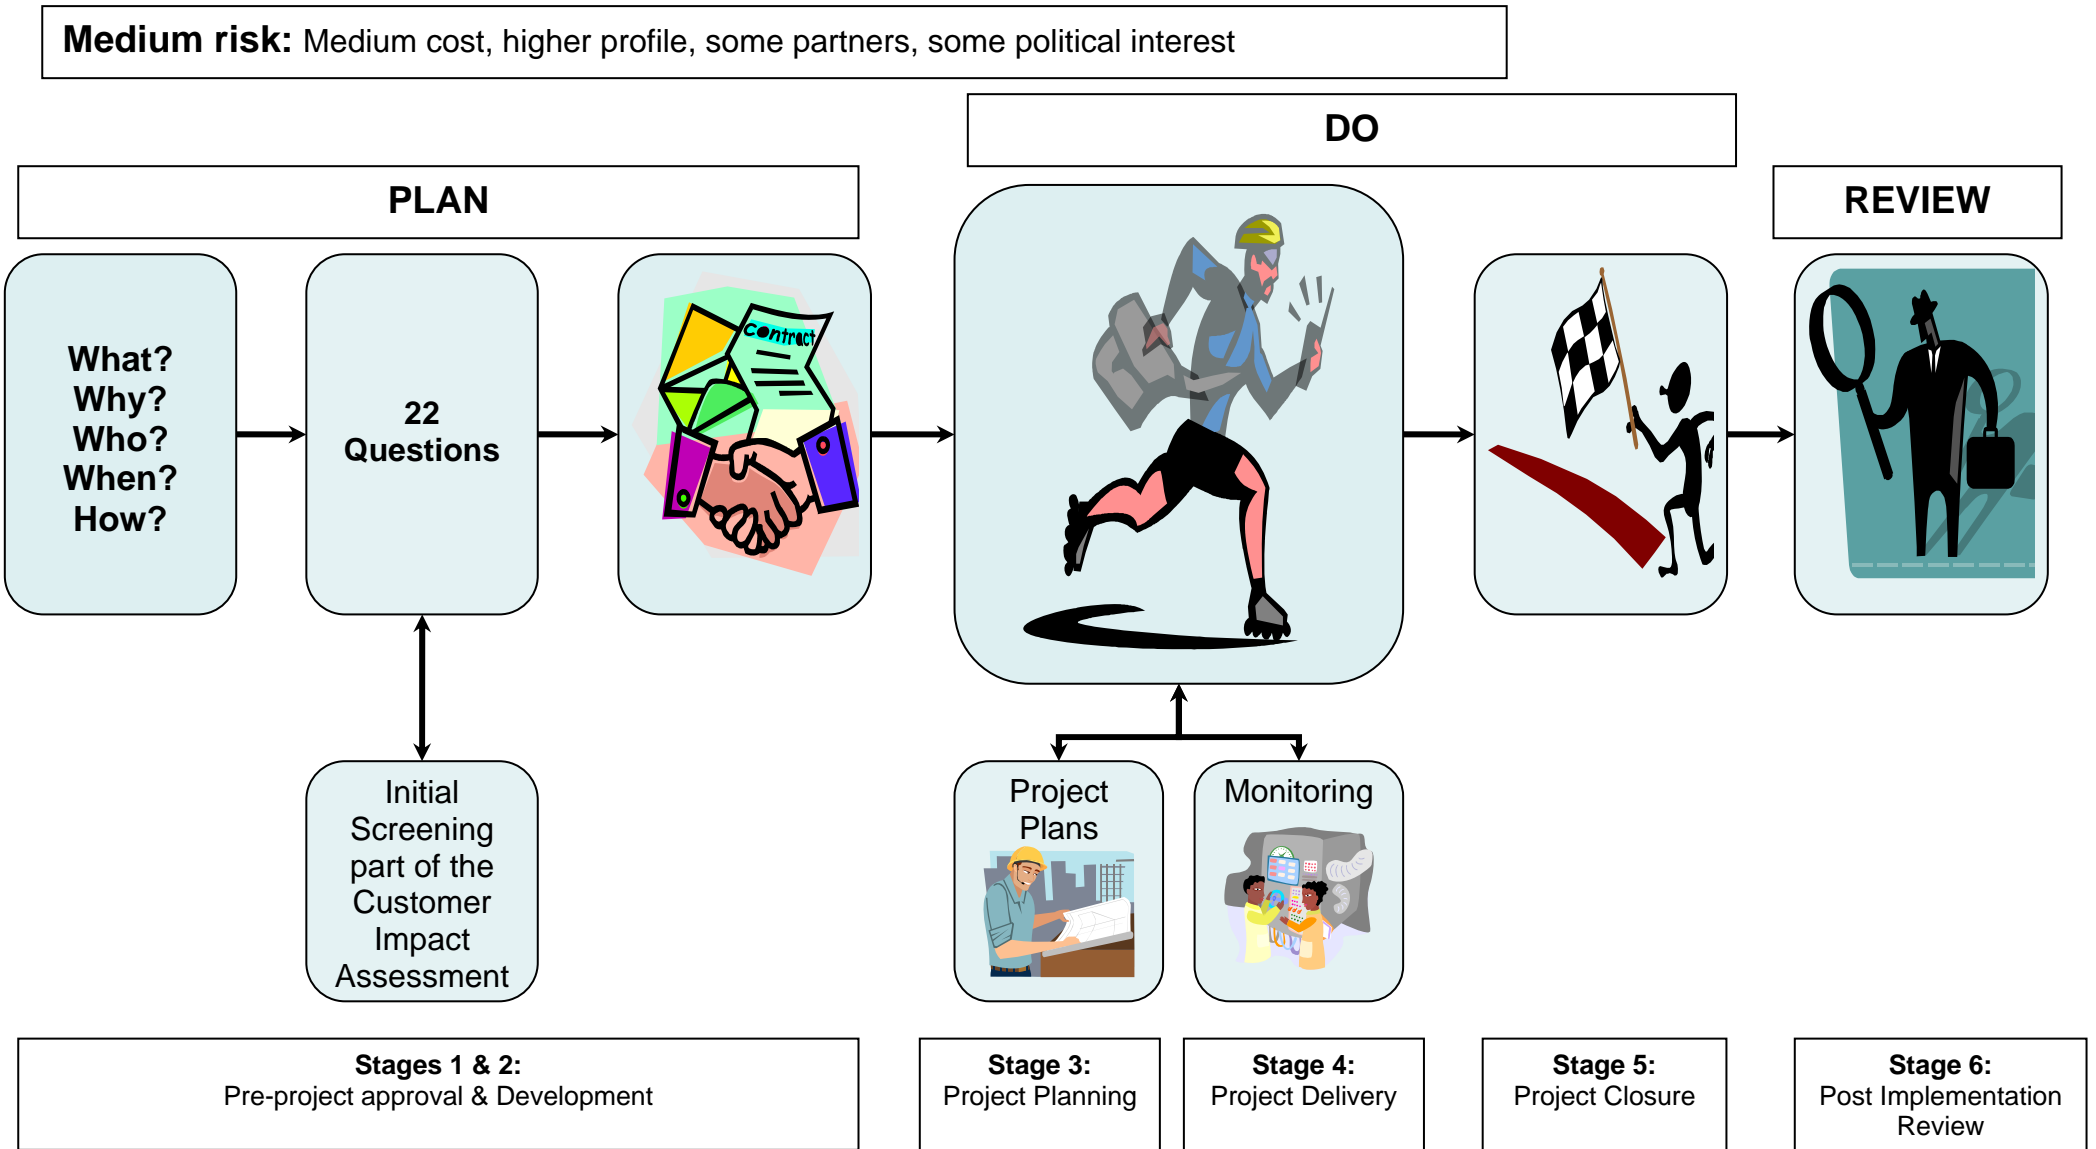 Medium risk: Medium cost, higher profile, some partners, some political interest
DO
PLAN
REVIEW
What?
Why?
Who?
When?
How?
22
Questions
contract
Initial
Screening
part of the
Customer
Impact
Assessment
Project
Plans
Monitoring
Stages 1 & 2:
Pre-project approval & Development
Stage 3:
Project Planning
Stage 4:
Project Delivery
Stage 5:
Project Closure
Stage 6:
Post Implementation
Review